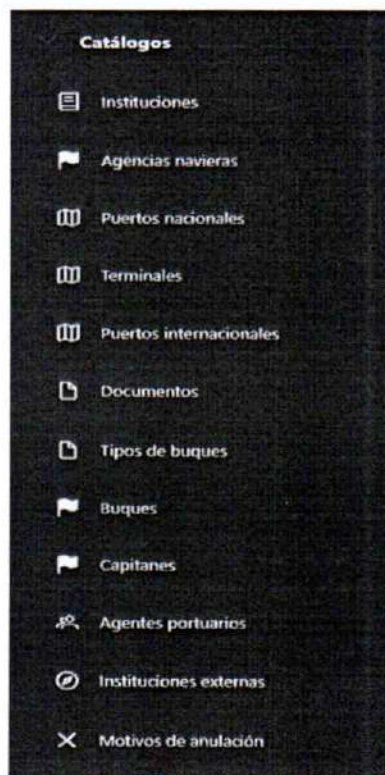 Catálogos
Instituciones
Agencias navieras
Puertos nacionales
Terminales
Puertos internacionales
Documentos
Tipos de buques
Buques
Capitanes
Agentes portuarios
Instituciones externas
Motivos de anulación